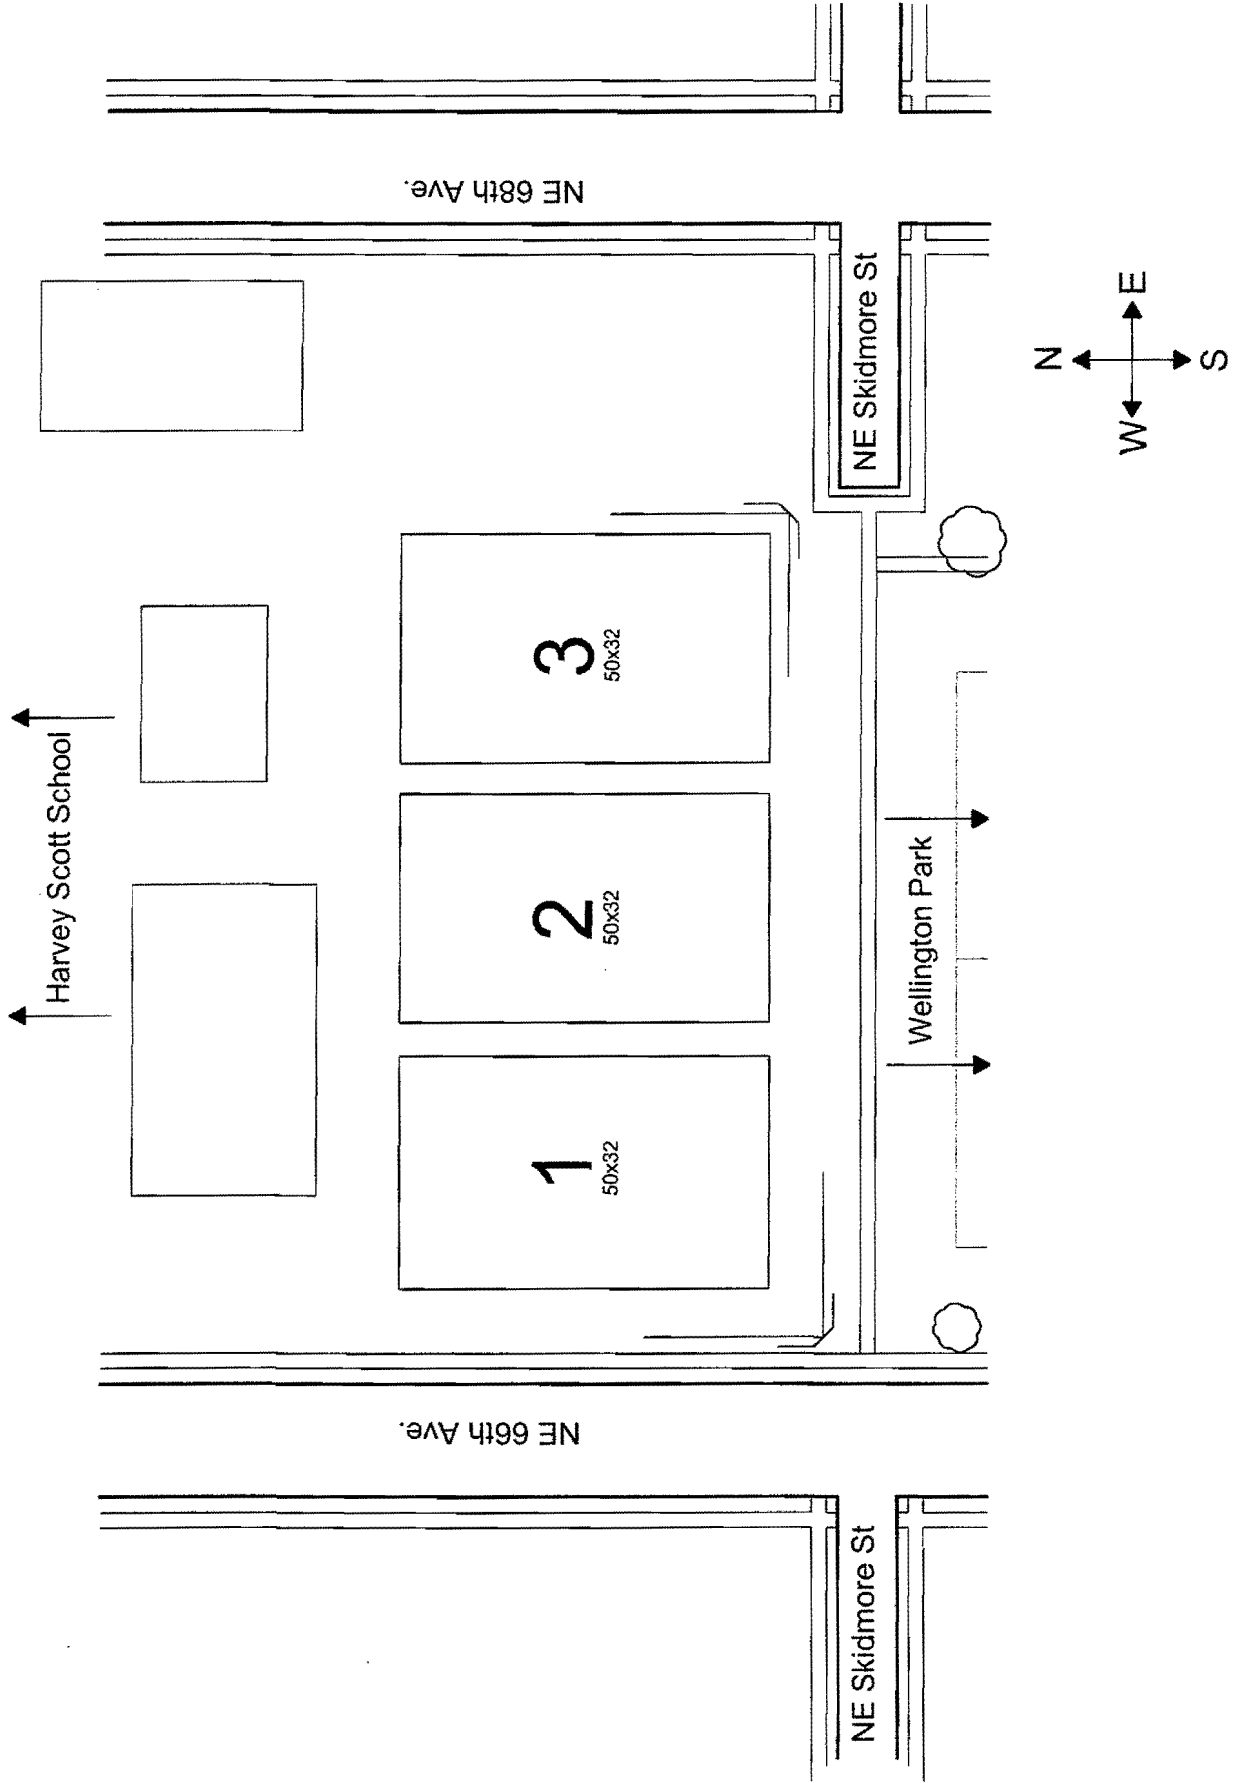 Harvey Scott School
NE 66th Ave.
NE 68th Ave.
1
50x32
2
50x32
3
50x32
NE Skidmore St
Wellington Park
NE Skidmore St
N
W
E
S